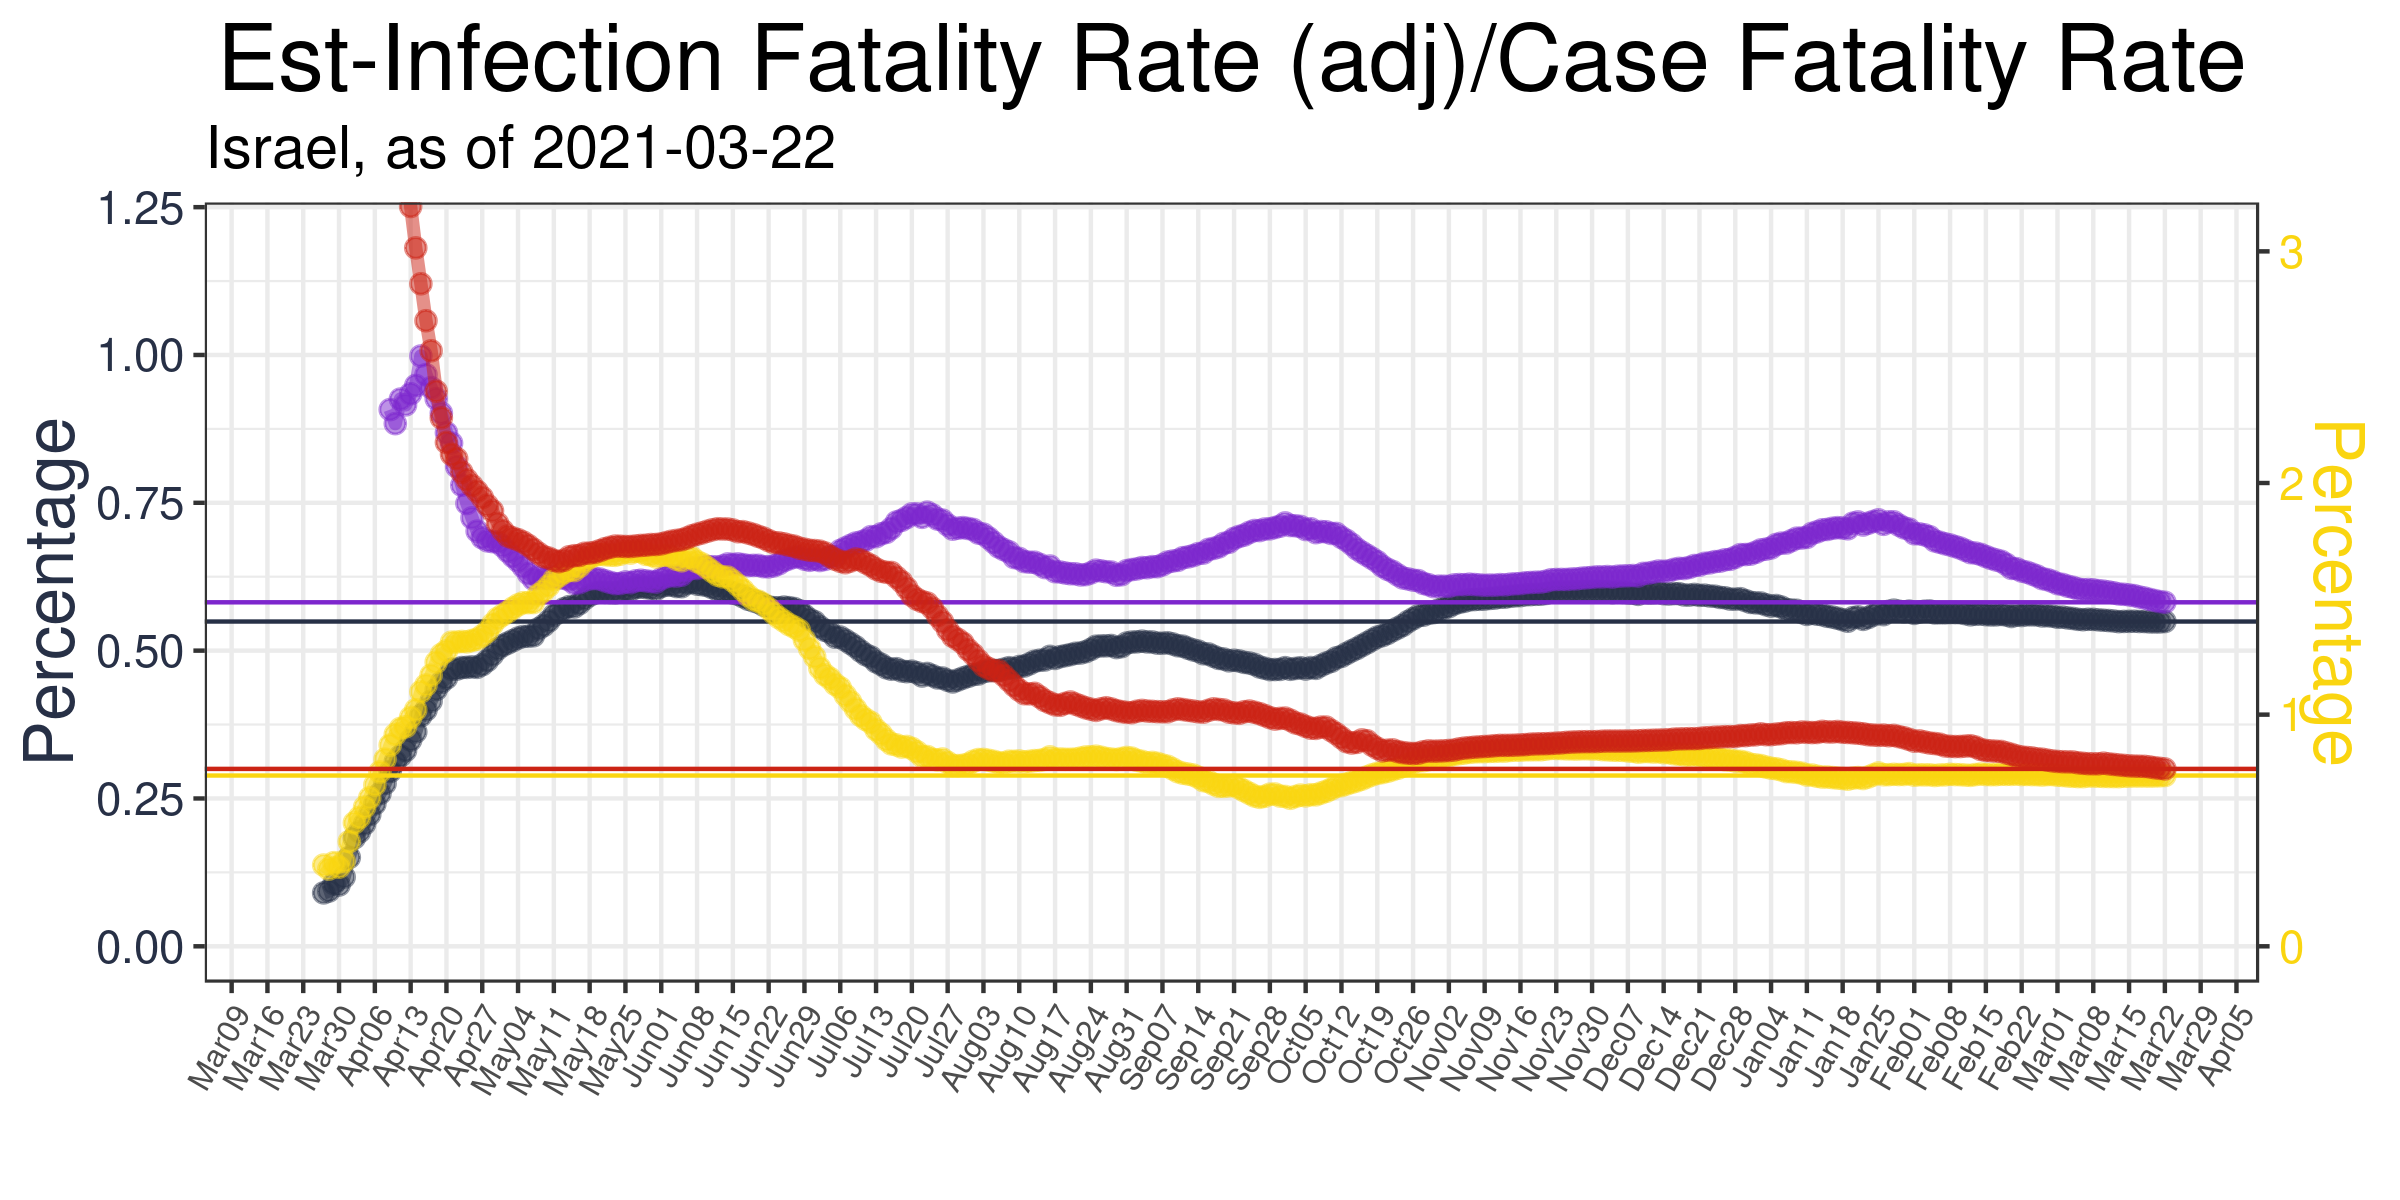 Est-Infection Fatality Rate (adj)/Case Fatality Rate
Israel, as of 2021-03-22
Percentage
1.25
1.00
0.75
0.50
0.25
0.00
3
2
1
0
Percentage
Mar09 Mar16 Mar23 Mar30 Apr06 Apr13 Apr20 Apr27 May04 May11 May18 May25 Jun01 Jun08 Jun15 Jun22 Jun29 Jul06 Jul13 Jul20 Jul27 Aug03 Aug10 Aug17 Aug24 Aug31 Sep07 Sep14 Sep21 Sep28 Oct05 Oct12 Oct19 Oct26 Nov02 Nov09 Nov16 Nov23 Nov30 Dec07 Dec14 Dec21 Dec28 Jan04 Jan11 Jan18 Jan25 Feb01 Feb08 Feb15 Feb22 Mar01 Mar08 Mar15 Mar22 Mar29 Apr05